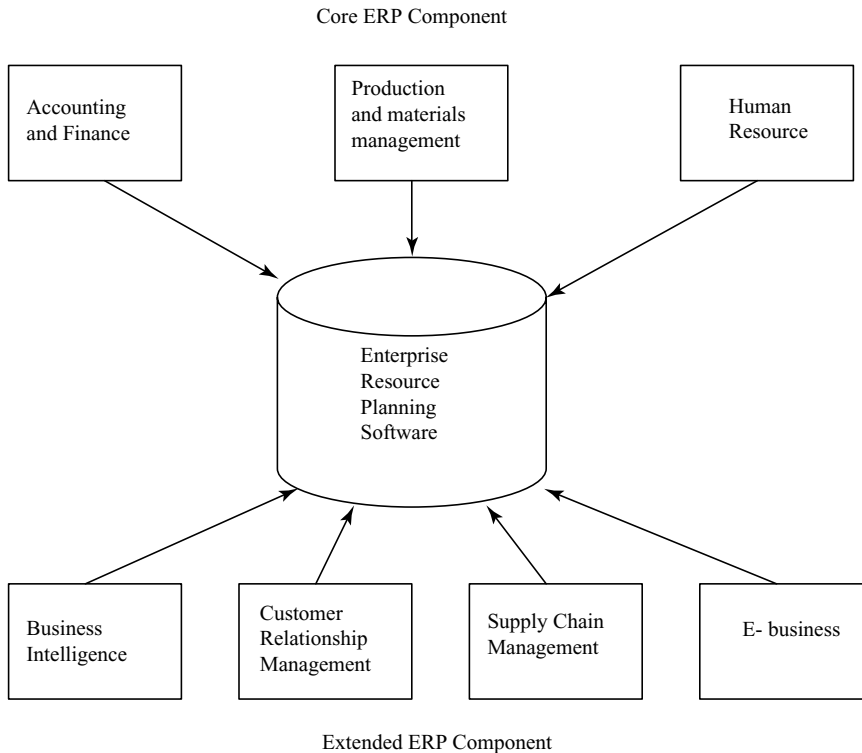 Core ERP Component
Accounting
and Finance
Production
and materials
management
Human
Resource
Enterprise
Resource
Planning
Software
Business
Intelligence
Customer
Relationship
Management
Supply Chain
Management
E- business
Extended ERP Component